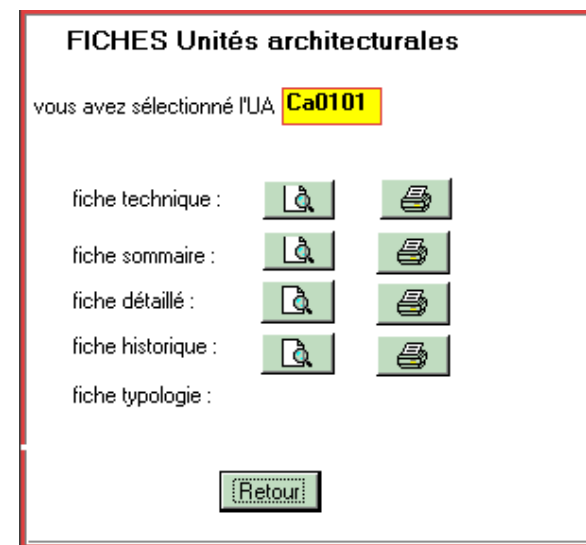 FICHES Unités architecturales
vous avez sélectionné l'UA Ca0101
fiche technique :
fiche sommaire :
fiche détaillé :
fiche historique :
fiche typologie :
Retour